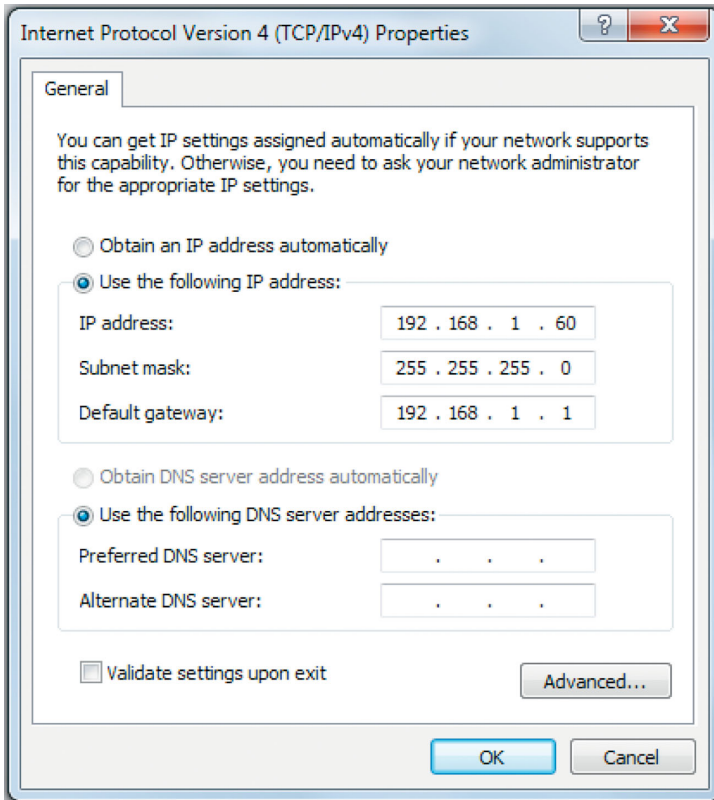 Internet Protocol Version 4 (TCP/IPv4) Properties
?
X
General
You can get IP settings assigned automatically if your network supports
this capability. Otherwise, you need to ask your network administrator
for the appropriate IP settings.
Obtain an IP address automatically
Use the following IP address:
IP address: 192 . 168 . 1 . 60
Subnet mask: 255 . 255 . 255 . 0
Default gateway: 192 . 168 . 1 . 1
Obtain DNS server address automatically
Use the following DNS server addresses:
Preferred DNS server: . . .
Alternate DNS server: . . .
Validate settings upon exit
Advanced...
OK Cancel